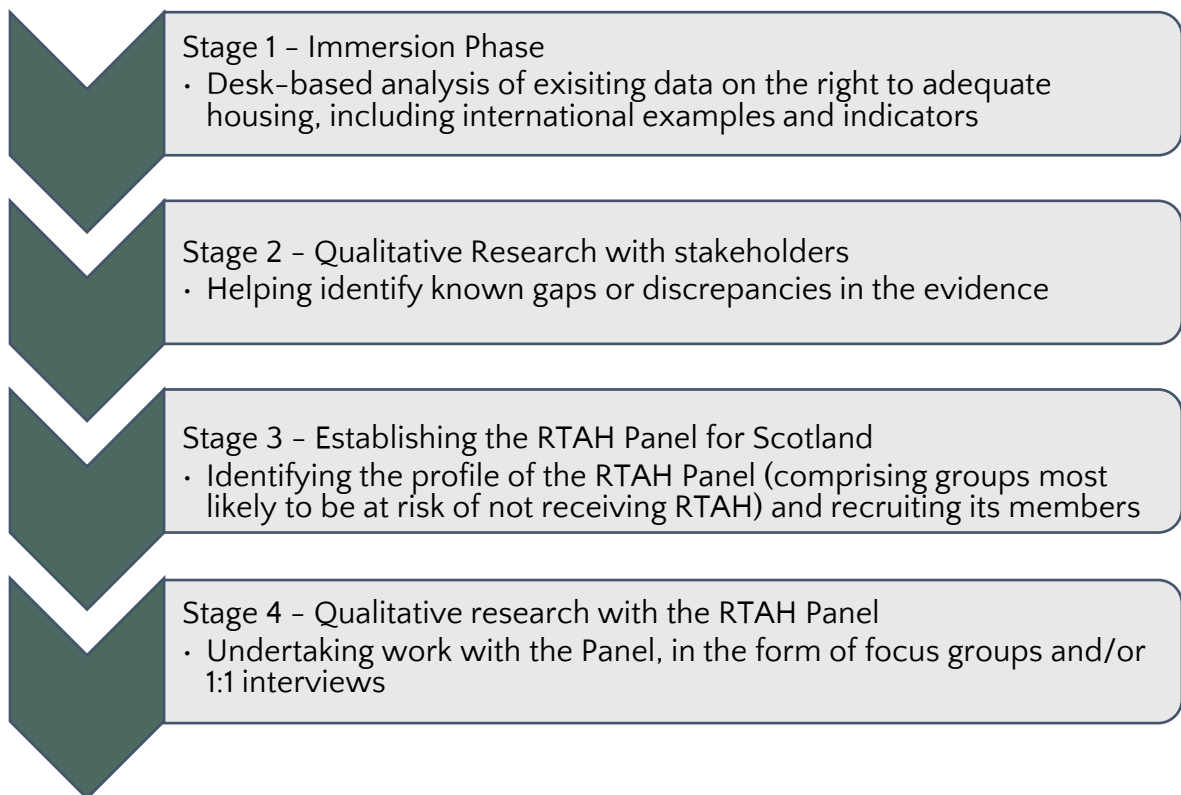 Stage 1 – Immersion Phase
• Desk-based analysis of exisiting data on the right to adequate
housing, including international examples and indicators
Stage 2 – Qualitative Research with stakeholders
• Helping identify known gaps or discrepancies in the evidence
Stage 3 – Establishing the RTAH Panel for Scotland
• Identifying the profile of the RTAH Panel (comprising groups most
likely to be at risk of not receiving RTAH) and recruiting its members
Stage 4 – Qualitative research with the RTAH Panel
• Undertaking work with the Panel, in the form of focus groups and/or
1:1 interviews